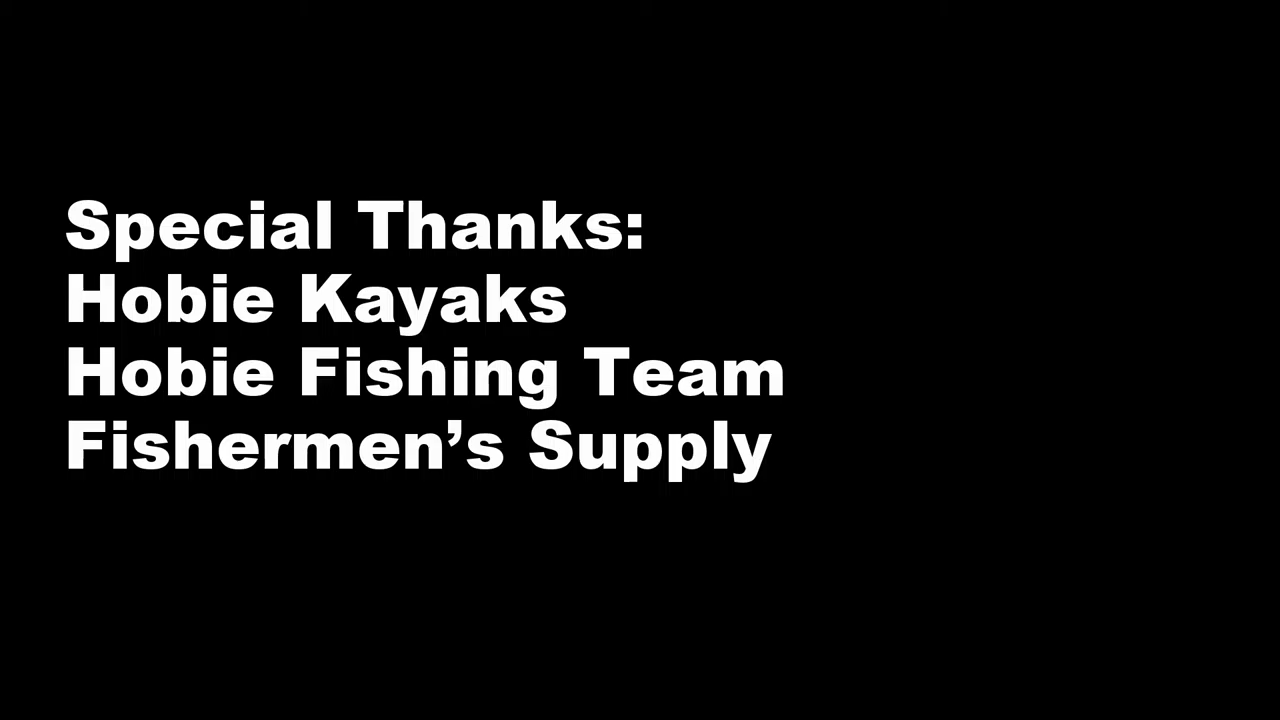 Special Thanks:
Hobie Kayaks
Hobie Fishing Team
Fishermen’s Supply